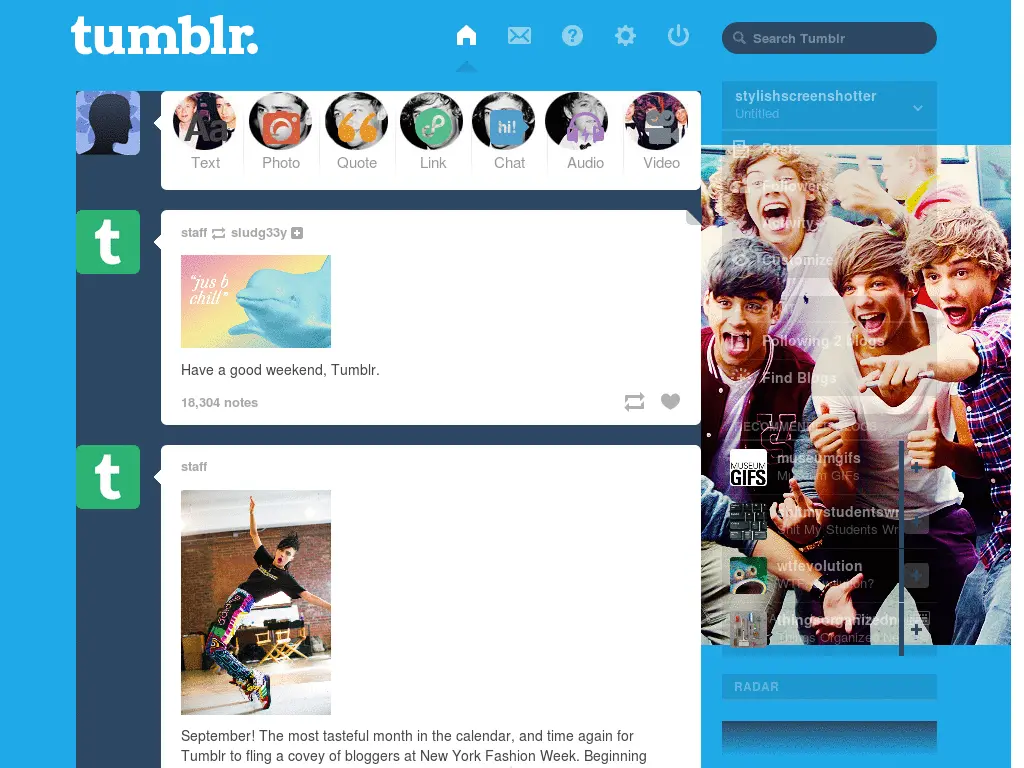 tumblr.
Search Tumblr
stylishscreenshotter
Untitled
Aa
hi!
Text
Photo
Quote
Link
Chat
Audio
Video
Posts
Followers
Activity
Customize
t
staff sludg33y
"jus b
chill"
Have a good weekend, Tumblr.
18,304 notes
Following 2 blogs
Find Blogs
RECOMMENDED BLOGS
MUSEUM
GIFS
museumgifs
Museum GIFs
shitmystudentswr
Shit My Students Wr
wtfevolution
WTF, Evolution?
thingsorganizedn
Things Organized Ne
RADAR
t
staff
September! The most tasteful month in the calendar, and time again for
Tumblr to fling a covey of bloggers at New York Fashion Week. Beginning